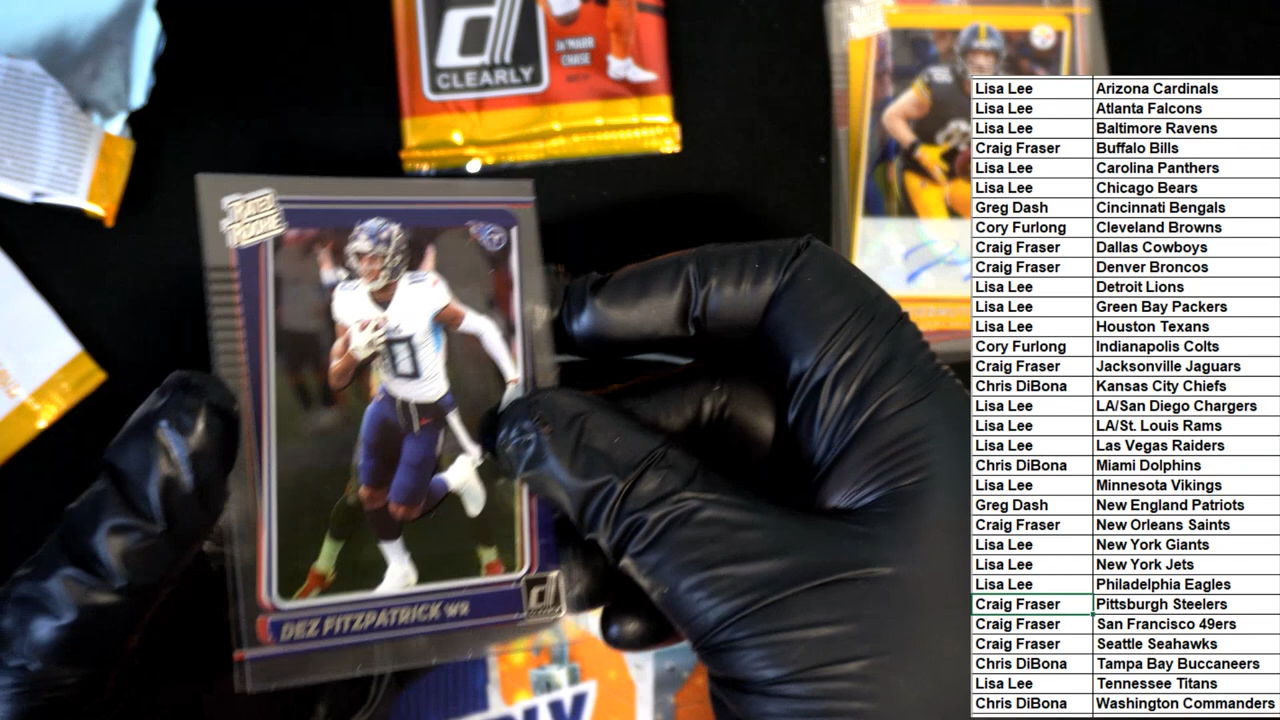 CLEARLY
JA'MARR
CHASE
RATED
ROOKIE
10
DEZ FITZPATRICK WR
Lisa Lee Arizona Cardinals
Lisa Lee Atlanta Falcons
Lisa Lee Baltimore Ravens
Craig Fraser Buffalo Bills
Lisa Lee Carolina Panthers
Lisa Lee Chicago Bears
Greg Dash Cincinnati Bengals
Cory Furlong Cleveland Browns
Craig Fraser Dallas Cowboys
Craig Fraser Denver Broncos
Lisa Lee Detroit Lions
Lisa Lee Green Bay Packers
Lisa Lee Houston Texans
Cory Furlong Indianapolis Colts
Craig Fraser Jacksonville Jaguars
Chris DiBona Kansas City Chiefs
Lisa Lee LA/San Diego Chargers
Lisa Lee LA/St. Louis Rams
Lisa Lee Las Vegas Raiders
Chris DiBona Miami Dolphins
Lisa Lee Minnesota Vikings
Greg Dash New England Patriots
Craig Fraser New Orleans Saints
Lisa Lee New York Giants
Lisa Lee New York Jets
Lisa Lee Philadelphia Eagles
Craig Fraser Pittsburgh Steelers
Craig Fraser San Francisco 49ers
Craig Fraser Seattle Seahawks
Chris DiBona Tampa Bay Buccaneers
Lisa Lee Tennessee Titans
Chris DiBona Washington Commanders